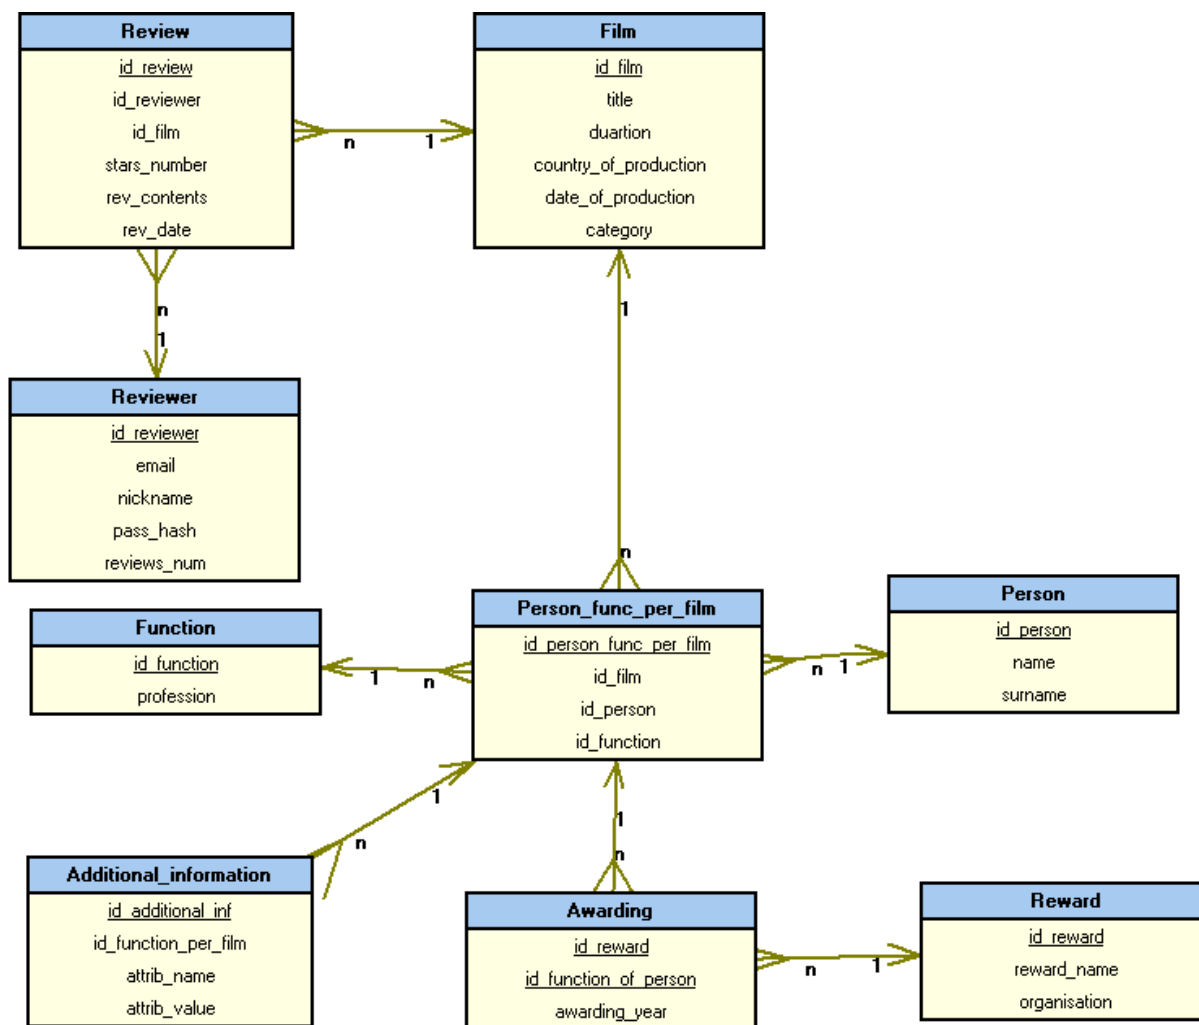 Review
id_review
id_reviewer
id_film
stars_number
rev_contents
rev_date
Film
id_film
title
duartion
country_of_production
date_of_production
category
n
1
n
1
1
n
Reviewer
id_reviewer
email
nickname
pass_hash
reviews_num
Function
id_function
profession
1
n
Person_func_per_film
id_person_func_per_film
id_film
id_person
id_function
n
1
Person
id_person
name
surname
1
n
1
n
Additional_information
id_additional_inf
id_function_per_film
attrib_name
attrib_value
Awarding
id_reward
id_function_of_person
awarding_year
n
1
Reward
id_reward
reward_name
organisation